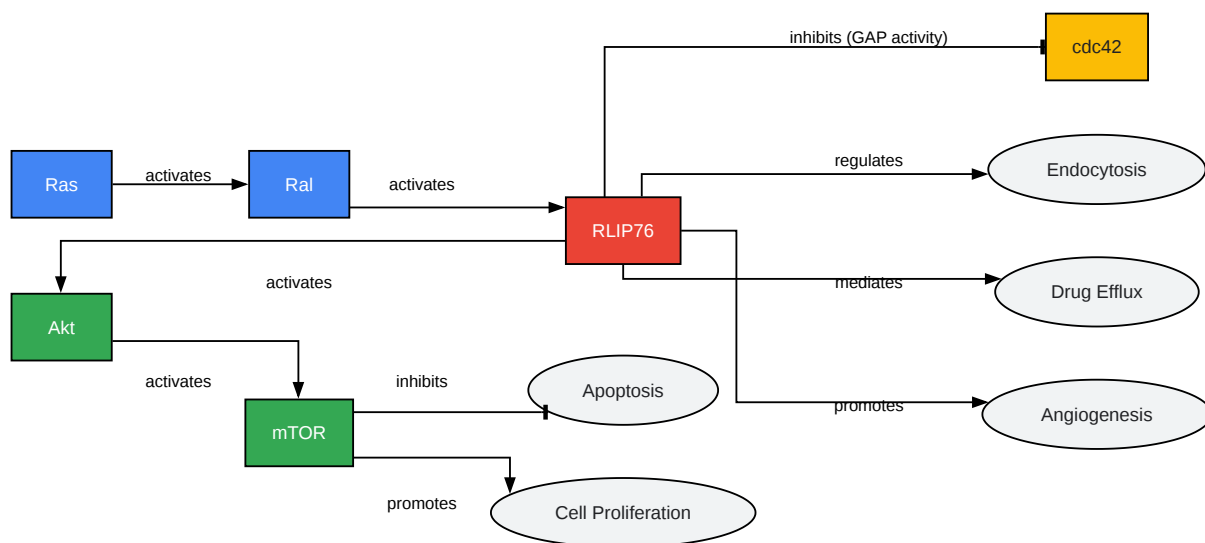 inhibits (GAP activity)
cdc42
regulates
Endocytosis
Ras
activates
Ral
activates
RLIP76
activates
mediates
Drug Efflux
Akt
activates
inhibits
Apoptosis
promotes
Angiogenesis
mTOR
promotes
Cell Proliferation